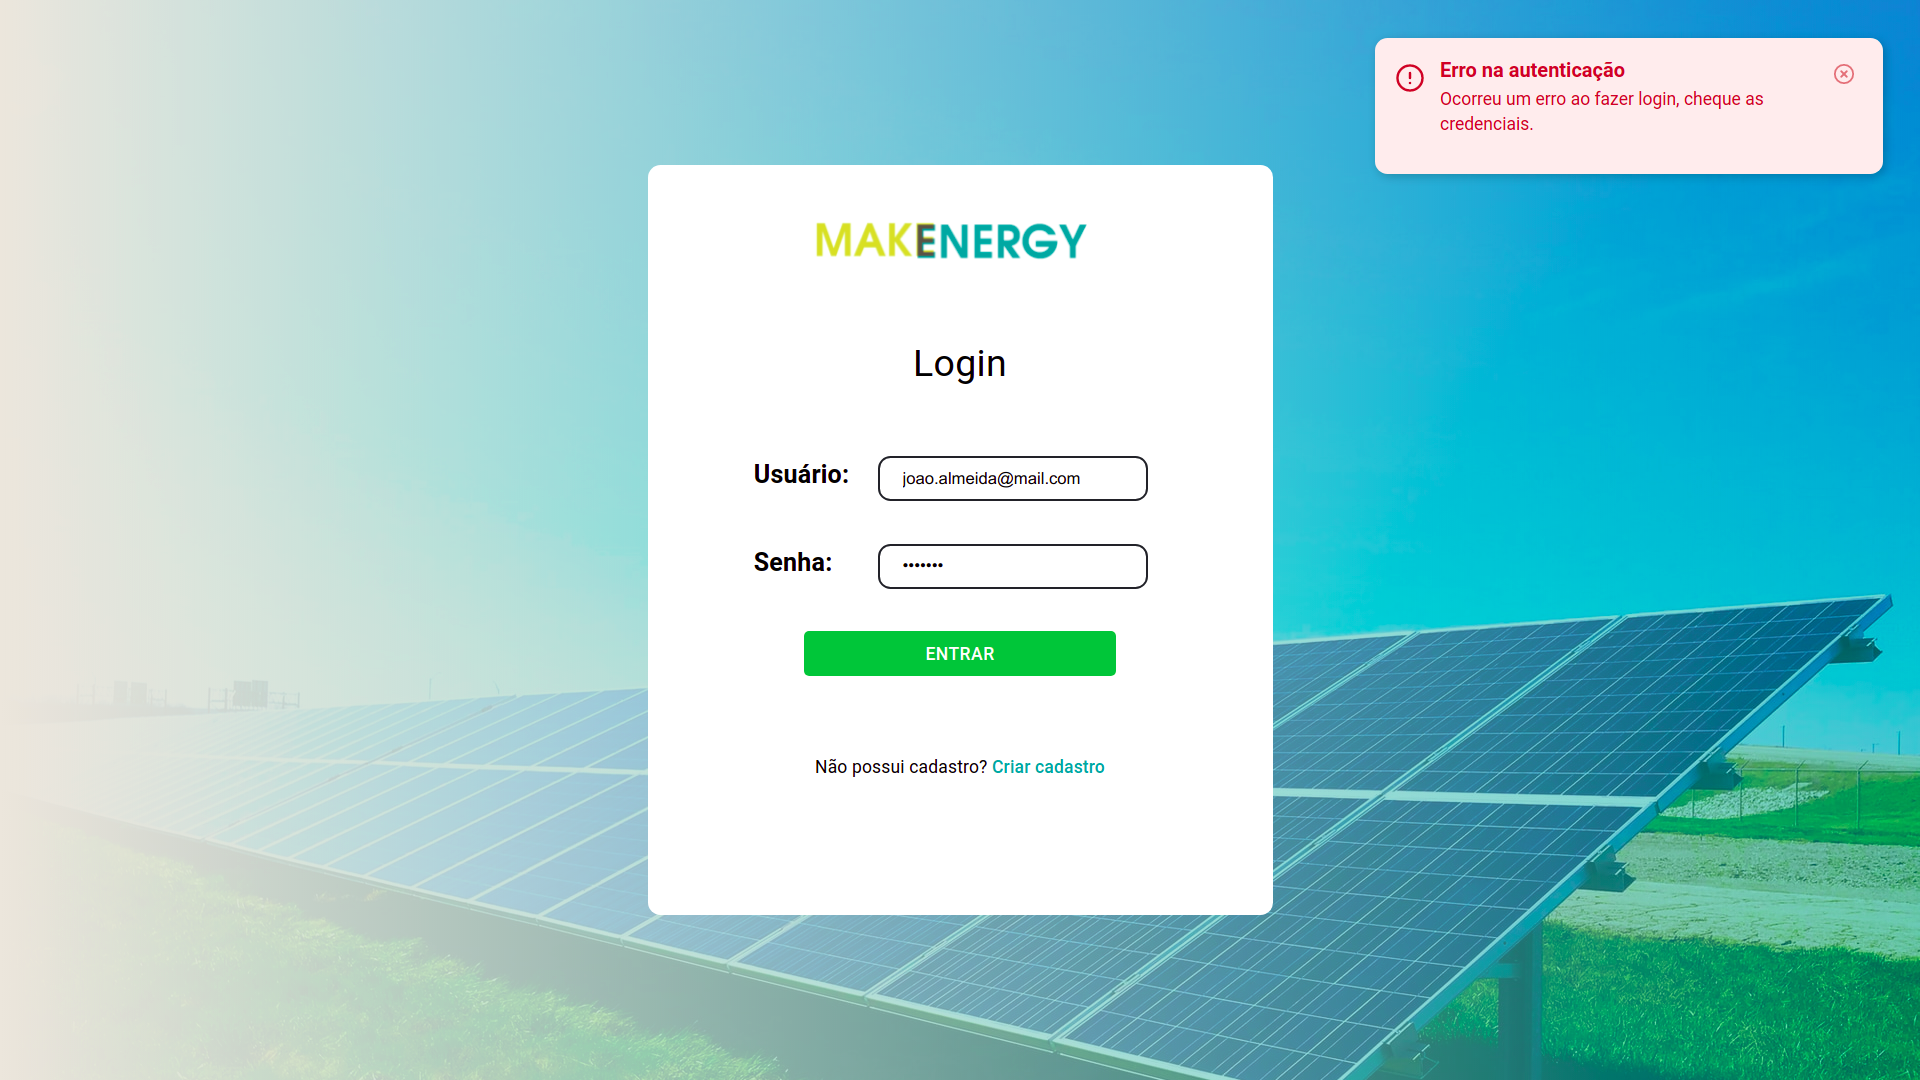 Erro na autenticação
Ocorreu um erro ao fazer login, cheque as
credenciais.
MAKENERGY
Login
Usuário: joao.almeida@mail.com
Senha: •••••••
ENTRAR
Não possui cadastro? Criar cadastro